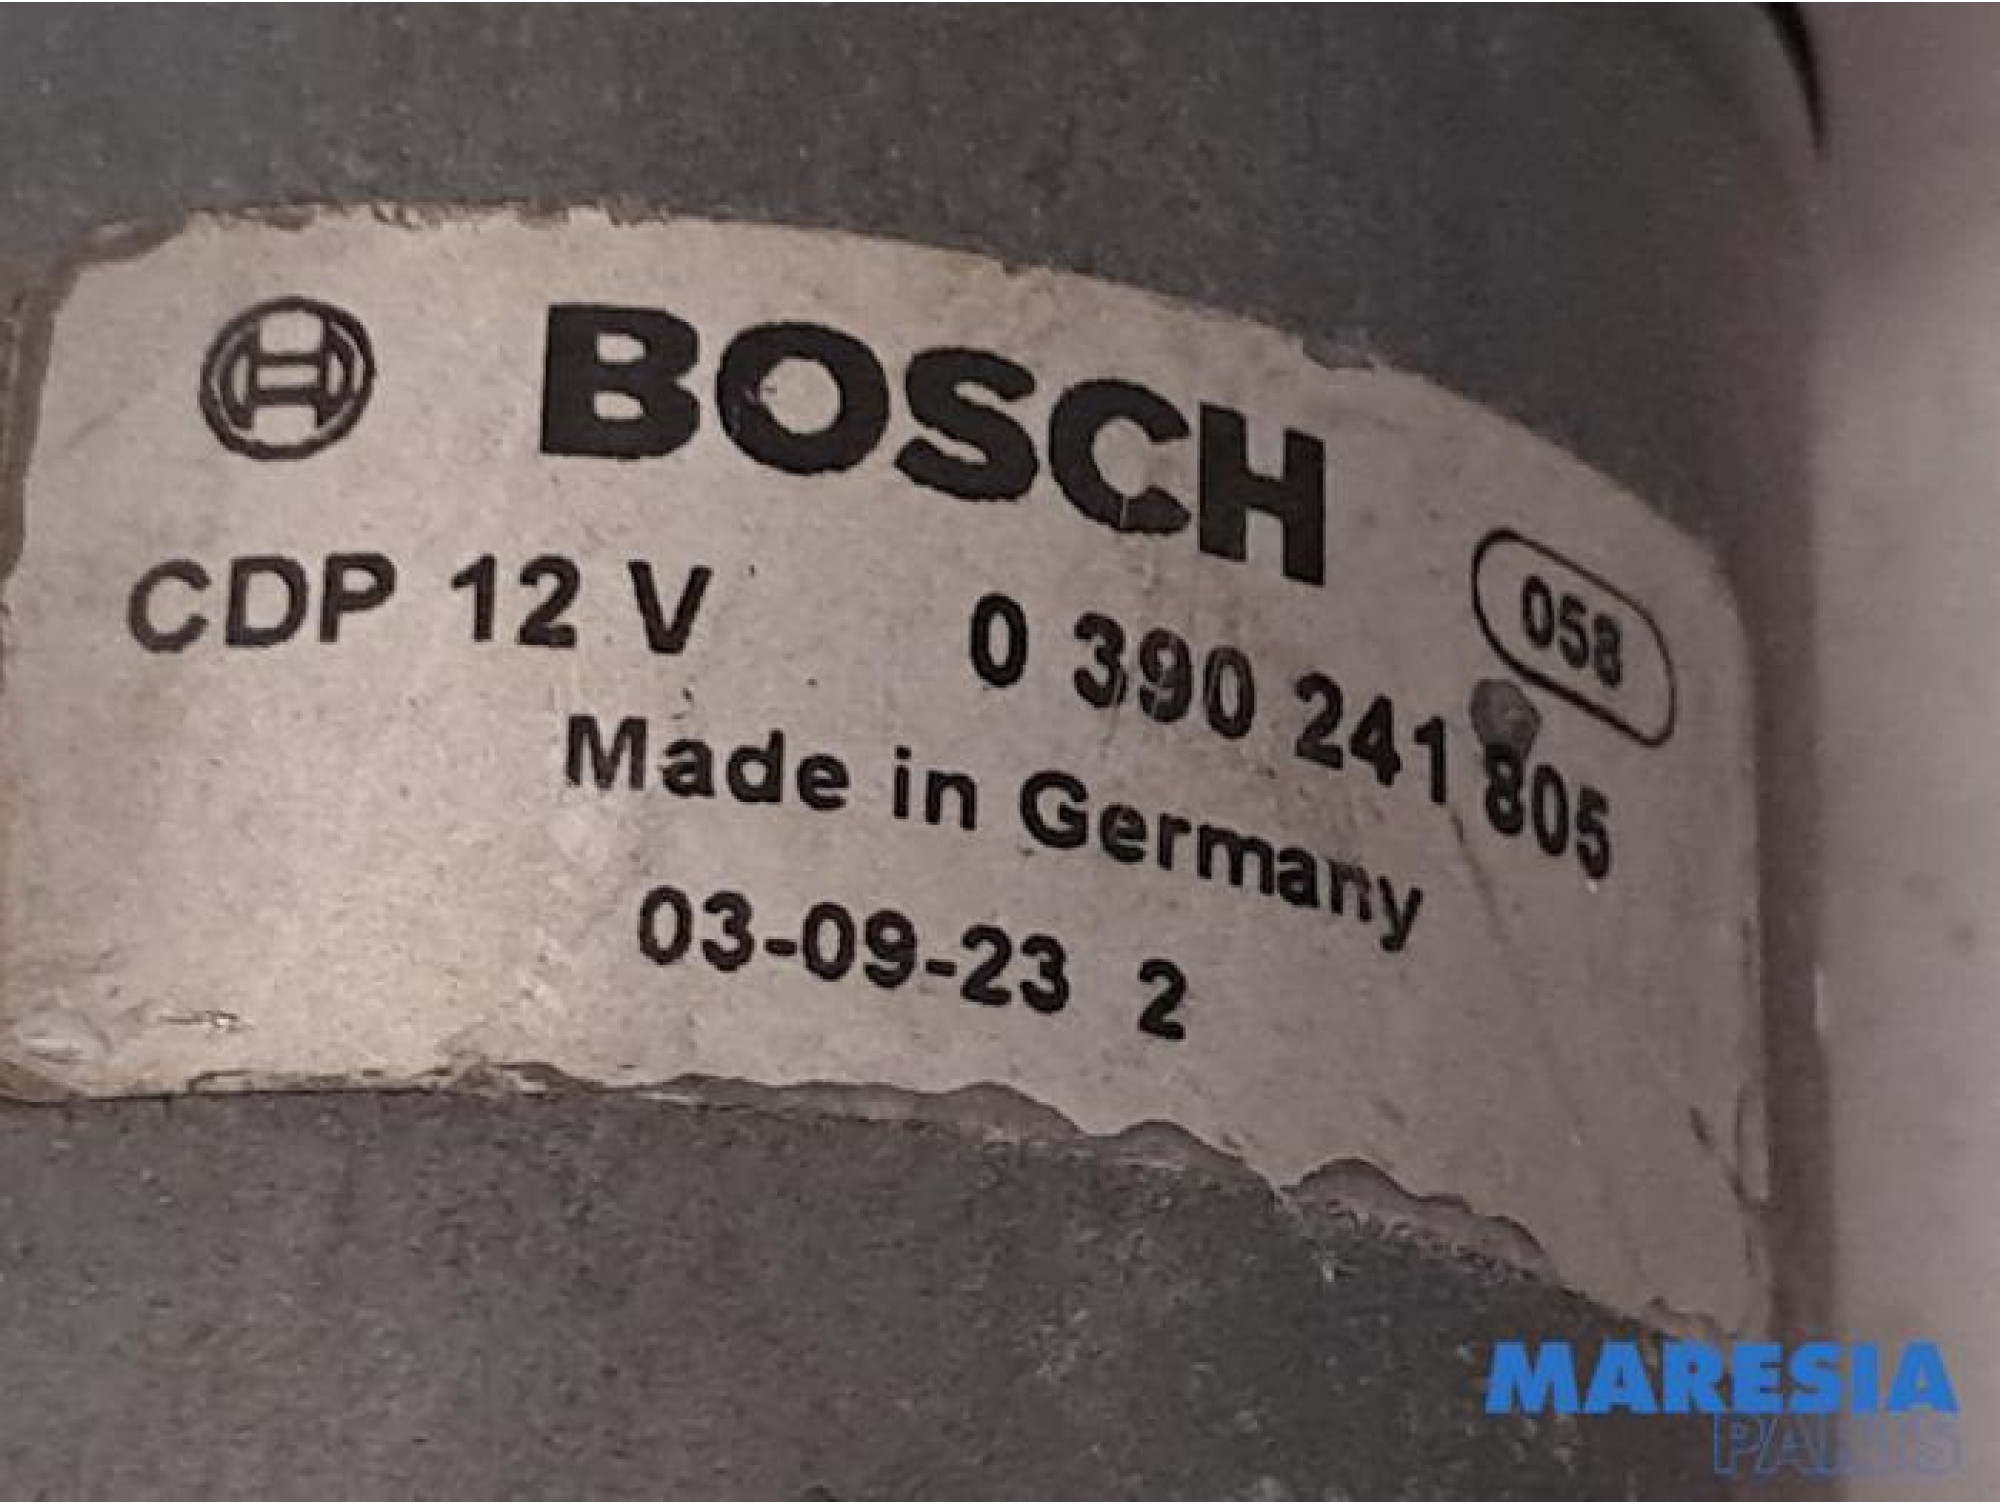 BOSCH
058
CDP 12 V 0 390 241 805
Made in Germany
03-09-23 2
MARESIA
PARTS